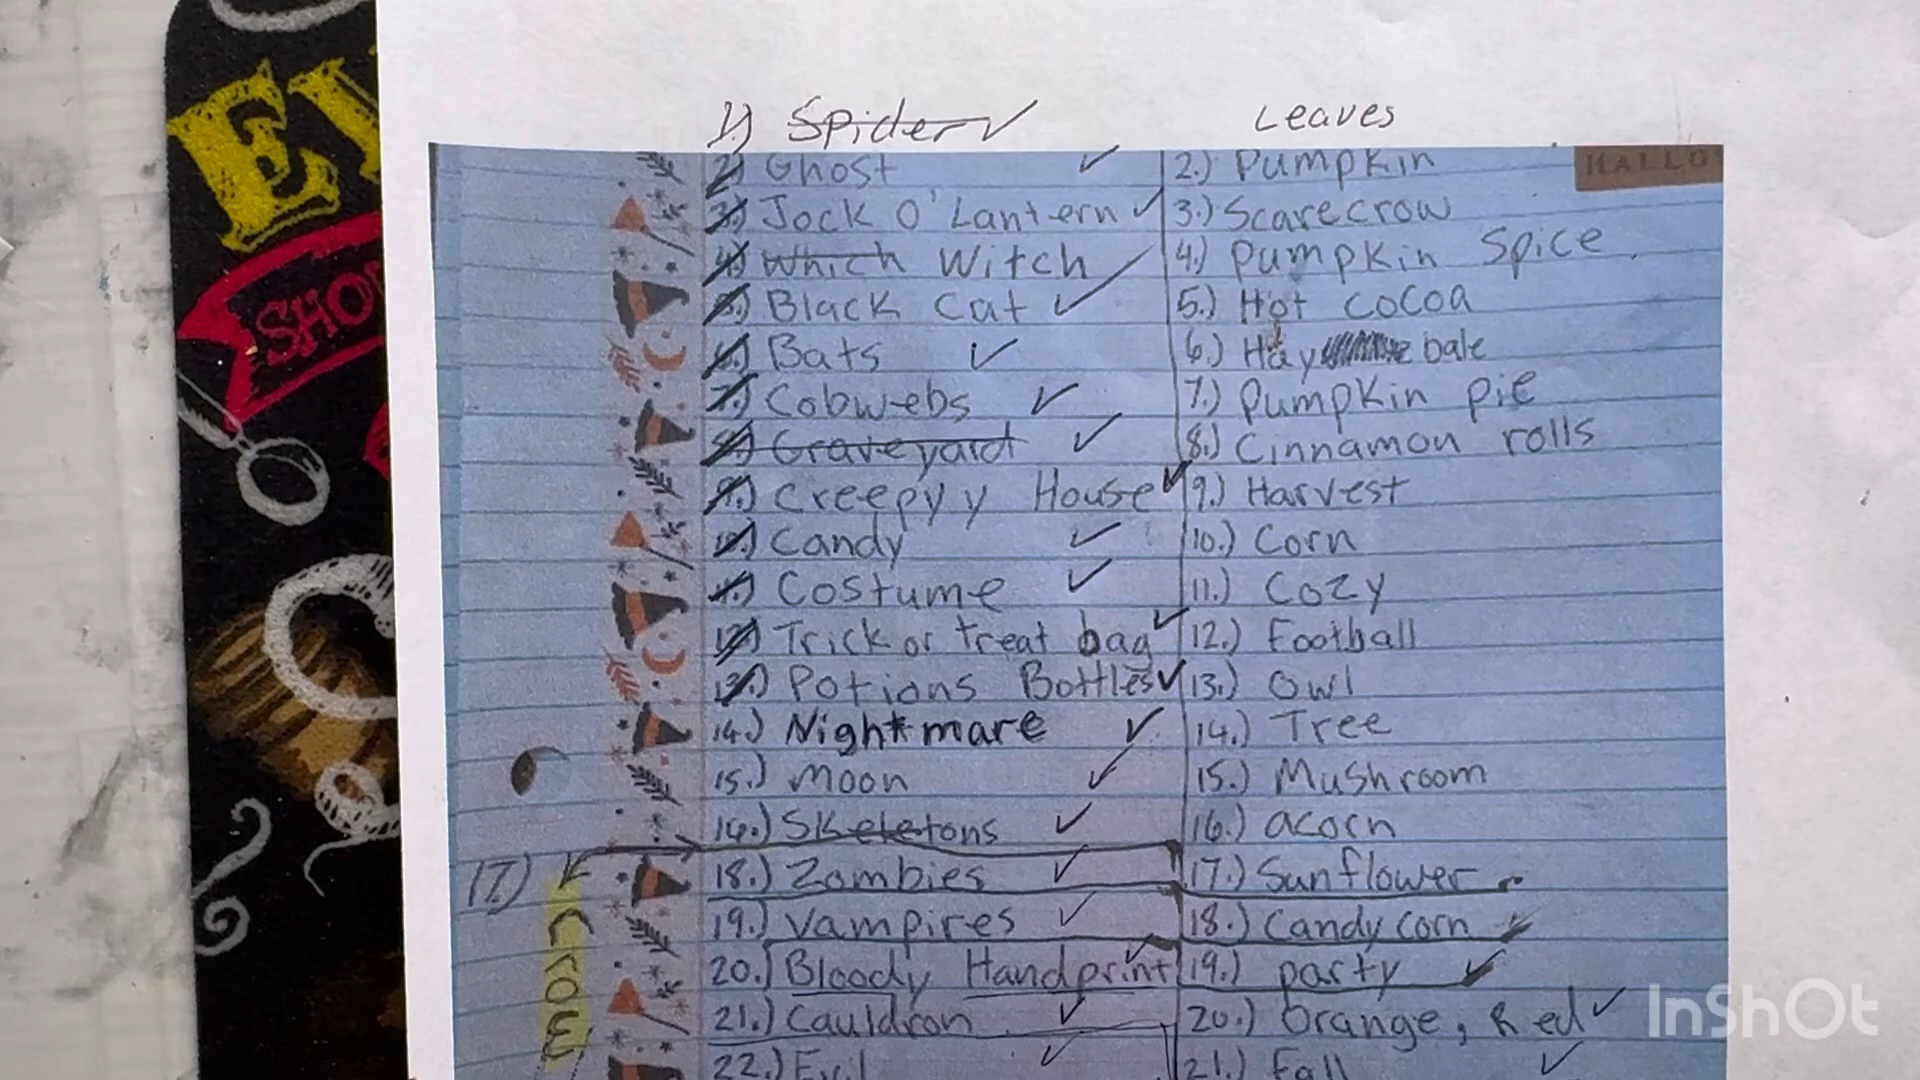 1) Spider
Leaves
2) Ghost
2.) Pumpkin
HALLO
3.) Jack O'Lantern
3.) Scarecrow
4.) Which Witch
4.) Pumpkin Spice
5.) Black Cat
5.) Hot cocoa
6.) Bats
6.) Hay bale
7.) Cobwebs
7.) Pumpkin pie
8.) Graveyard
8.) Cinnamon rolls
9.) Creepy y House
9.) Harvest
10.) Candy
10.) Corn
11.) Costume
11.) Cozy
12.) Trick or treat bag
12.) Football
13.) Potions Bottles
13.) Owl
14.) Nightmare
14.) Tree
15.) Moon
15.) Mushroom
16.) Skeletons
16.) acorn
17.)
18.) Zombies
17.) Sunflower
19.) Vampires
18.) Candy corn
20.) Bloody Handprint
19.) party
21.) Cauldron
20.) Orange, Red
22.) Evil
21.) Fall
SHO
InShOt